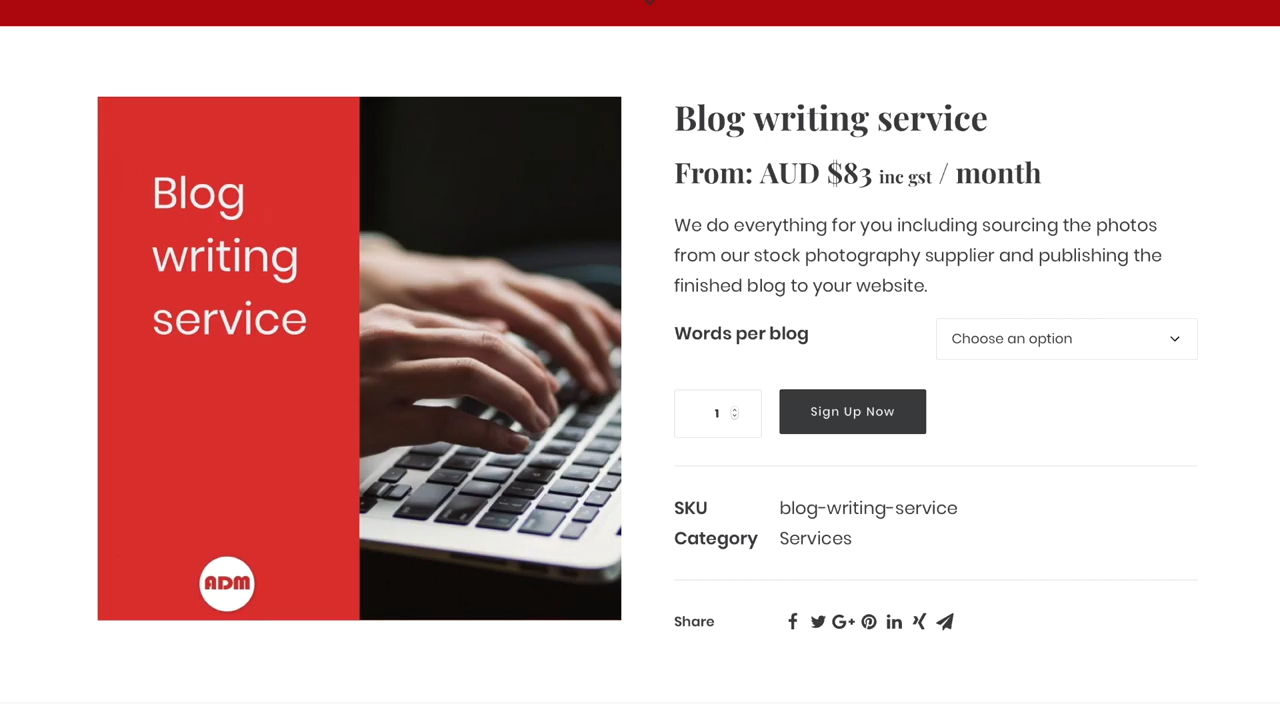 Blog
writing
service
ADM
Blog writing service
From: AUD $83 inc gst / month
We do everything for you including sourcing the photos
from our stock photography supplier and publishing the
finished blog to your website.
Words per blog
Choose an option
1
Sign Up Now
SKU blog-writing-service
Category Services
Share